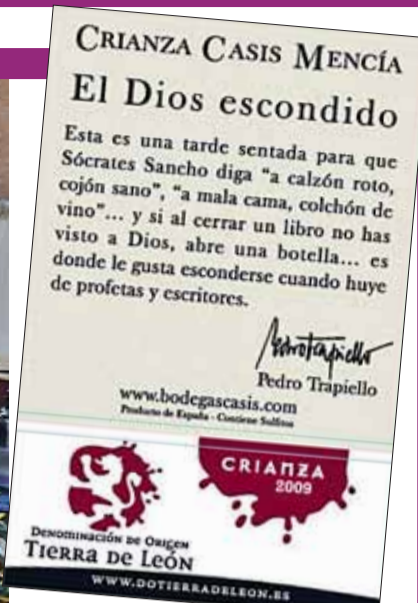 CRIANZA CASIS MENCÍA
El Dios escondido
Esta es una tarde sentada para que
Sócrates Sancho diga “a calzón roto,
cojón sano”, “a mala cama, colchón de
vino”... y si al cerrar un libro no has
visto a Dios, abre una botella... es
donde le gusta esconderse cuando huye
de profetas y escritores.
Pedro Trapiello
Pedro Trapiello
www.bodegascasis.com
Producto de España - Contiene Sulfitos
CRIANZA
2009
DENOMINACIÓN DE ORIGEN
TIERRA DE LEÓN
WWW.DOTIERRADELEON.ES